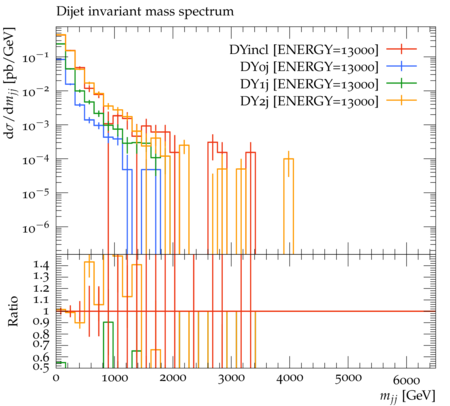 Dijet invariant mass spectrum
dσ/dm_jj [pb/GeV]
10⁻¹
10⁻²
10⁻³
10⁻⁴
10⁻⁵
10⁻⁶
DYincl [ENERGY=13000]
DY0j [ENERGY=13000]
DY1j [ENERGY=13000]
DY2j [ENERGY=13000]
Ratio
1.4
1.3
1.2
1.1
1
0.9
0.8
0.7
0.6
0.5
0 1000 2000 3000 4000 5000 6000
m_jj [GeV]